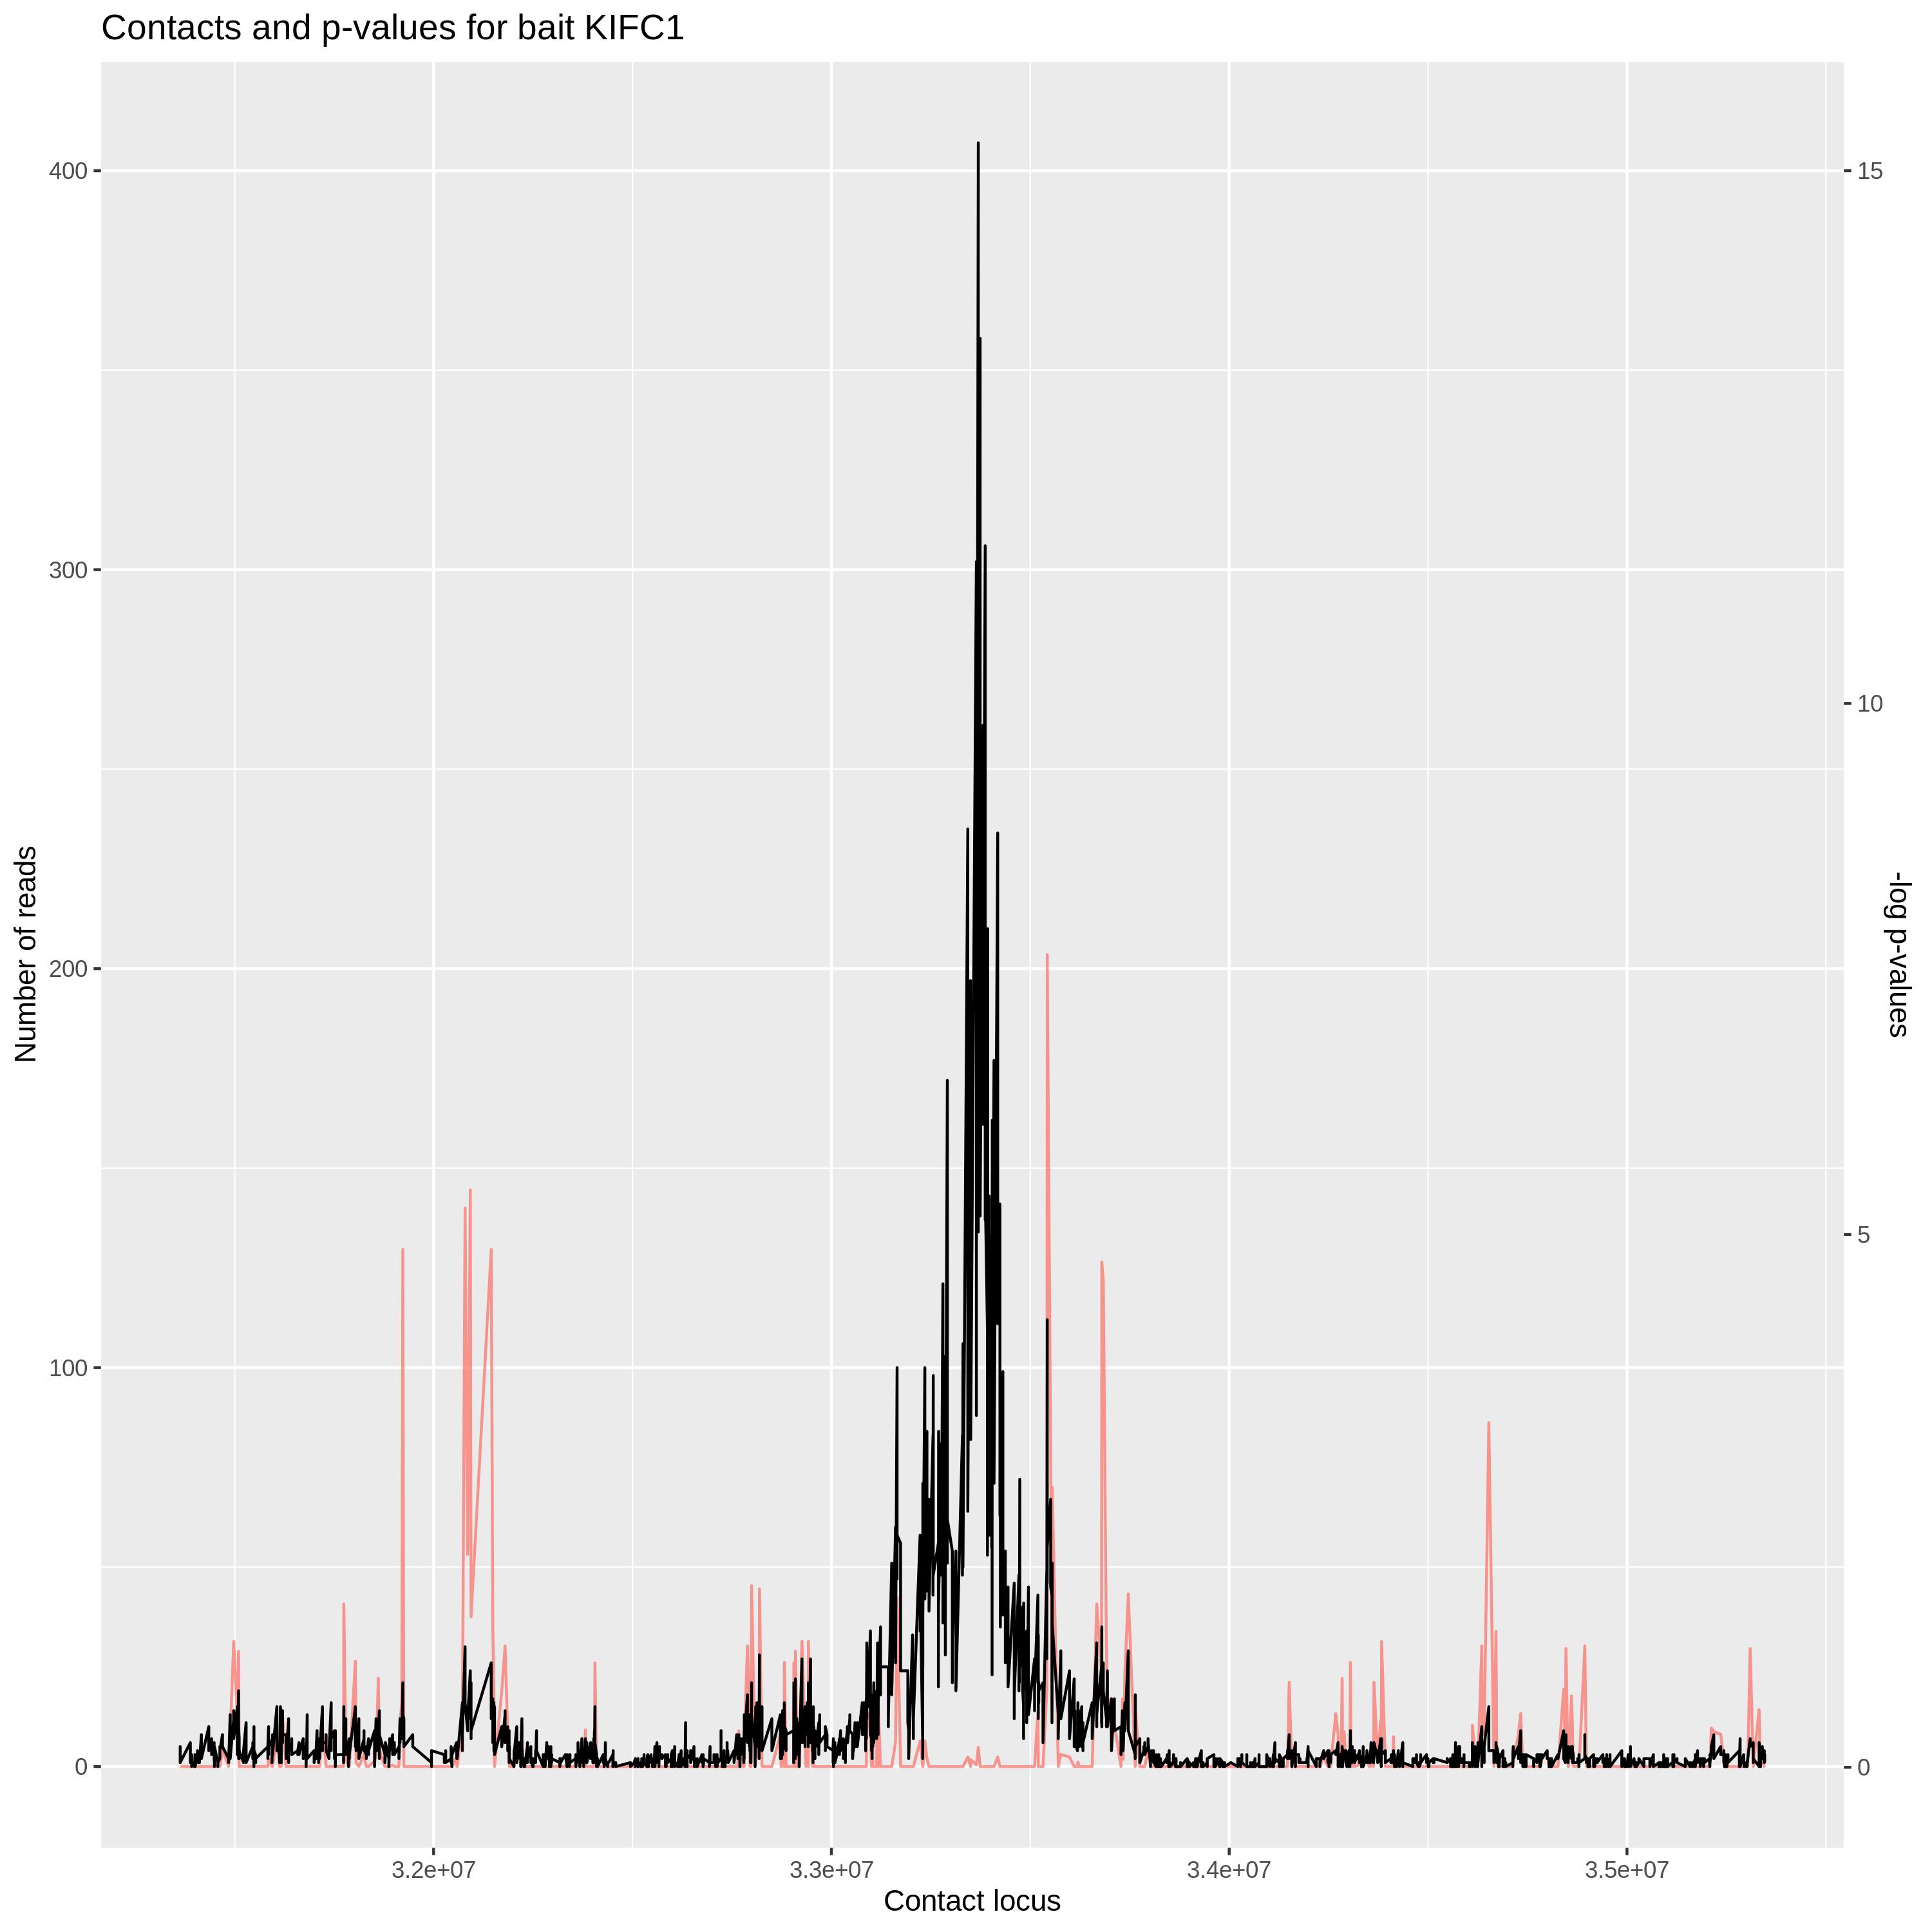 Contacts and p-values for bait KIFC1
400
300
200
100
0
Number of reads
15
10
5
0
-log p-values
3.2e+07
3.3e+07
3.4e+07
3.5e+07
Contact locus